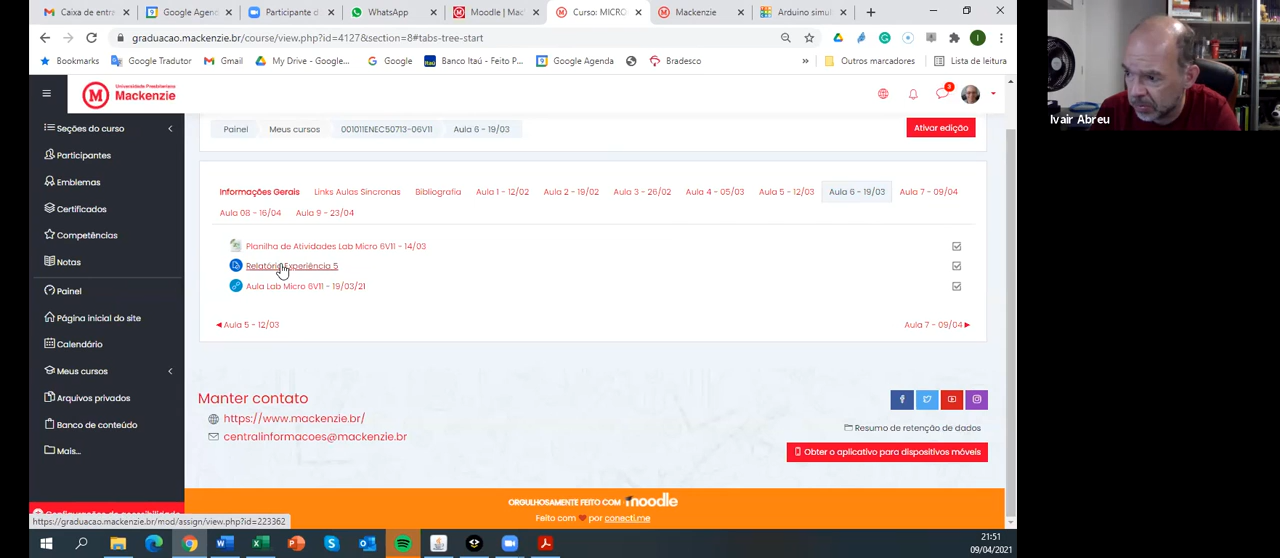 Caixa de entra
Google Agen
Participante d
WhatsApp
Moodle | Mac
Curso: MICRO
Mackenzie
Arduino simul
graduacao.mackenzie.br/course/view.php?id=4127&section=8#tabs-tree-start
Bookmarks
Google Tradutor
Gmail
My Drive - Google...
Google
Banco Itaú - Feito P...
Google Agenda
Bradesco
»
Outros marcadores
Lista de leitura
Universidade Presbiteriana
Mackenzie
3
Ivair Abreu
Seções do curso
Participantes
Emblemas
Certificados
Competências
Notas
Painel
Página inicial do site
Calendário
Meus cursos
Arquivos privados
Banco de conteúdo
Mais...
Painel
Meus cursos
001011ENEC50713-06V11
Aula 6 - 19/03
Ativar edição
Informações Gerais
Links Aulas Síncronas
Bibliografia
Aula 1 - 12/02
Aula 2 - 19/02
Aula 3 - 26/02
Aula 4 - 05/03
Aula 5 - 12/03
Aula 6 - 19/03
Aula 7 - 09/04
Aula 08 - 16/04
Aula 9 - 23/04
Planilha de Atividades Lab Micro 6V11 - 14/03
Relatório Experiência 5
Aula Lab Micro 6V11 - 19/03/21
◀ Aula 5 - 12/03
Aula 7 - 09/04 ▶
Manter contato
https://www.mackenzie.br/
centralinformacoes@mackenzie.br
Resumo de retenção de dados
Obter o aplicativo para dispositivos móveis
ORGULHOSAMENTE FEITO COM moodle
Feito com ❤ por conecti.me
Configurações de acessibilidade
https://graduacao.mackenzie.br/mod/assign/view.php?id=223362
21:51
09/04/2021